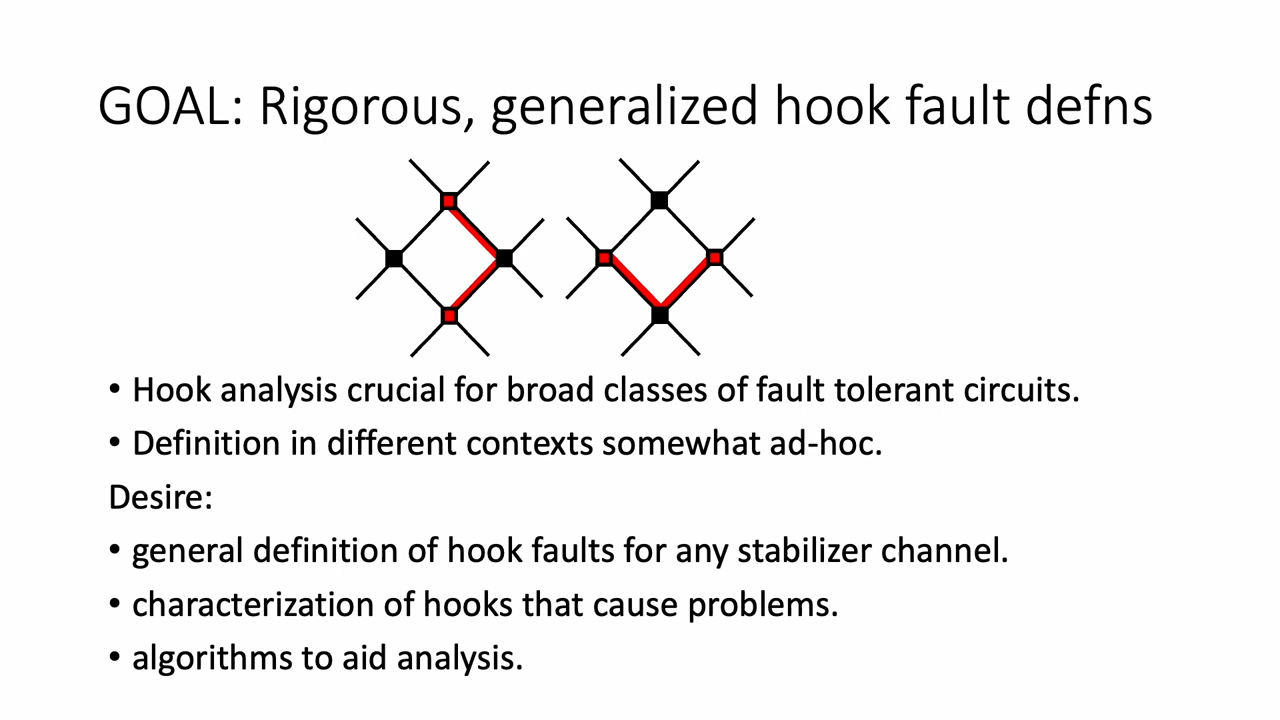 GOAL: Rigorous, generalized hook fault defns
• Hook analysis crucial for broad classes of fault tolerant circuits.
• Definition in different contexts somewhat ad-hoc.
Desire:
• general definition of hook faults for any stabilizer channel.
• characterization of hooks that cause problems.
• algorithms to aid analysis.